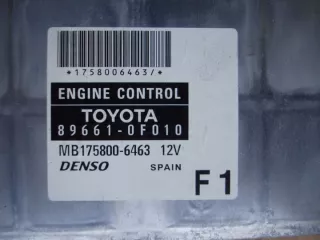 *1758006463/*
ENGINE CONTROL
TOYOTA
89661-0F010
MB175800-6463 12V
DENSO SPAIN
F1